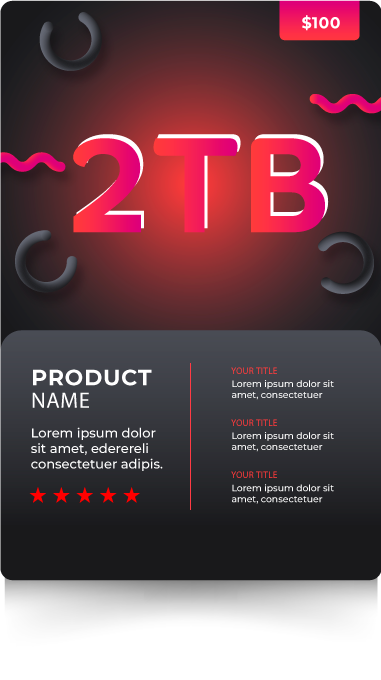 $100
2TB
PRODUCT
NAME
Lorem ipsum dolor
sit amet, ederereli
consectetuer adipis.
YOUR TITLE
Lorem ipsum dolor sit
amet, consectetuer
YOUR TITLE
Lorem ipsum dolor sit
amet, consectetuer
YOUR TITLE
Lorem ipsum dolor sit
amet, consectetuer